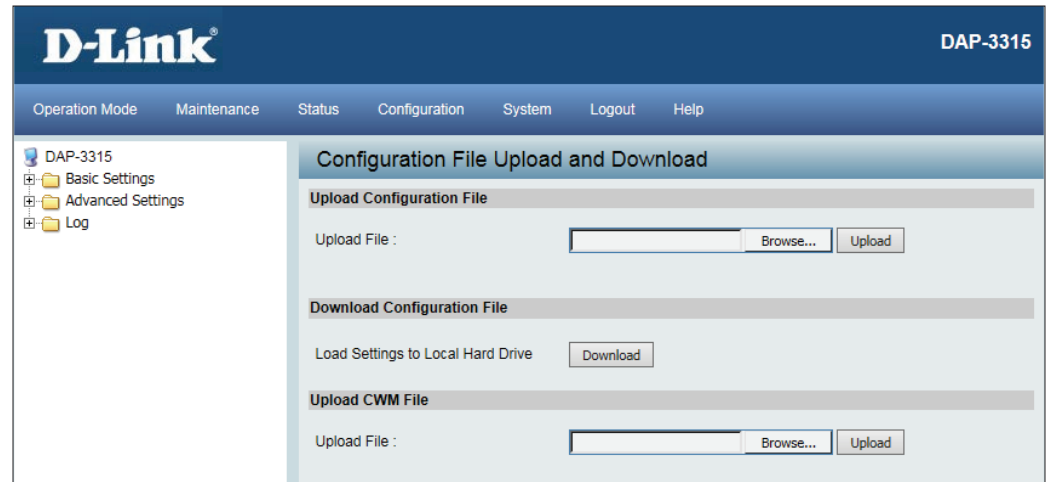 D-Link®
DAP-3315
Operation Mode Maintenance Status Configuration System Logout Help
DAP-3315
Basic Settings
Advanced Settings
Log
Configuration File Upload and Download
Upload Configuration File
Upload File : Browse... Upload
Download Configuration File
Load Settings to Local Hard Drive Download
Upload CWM File
Upload File : Browse... Upload